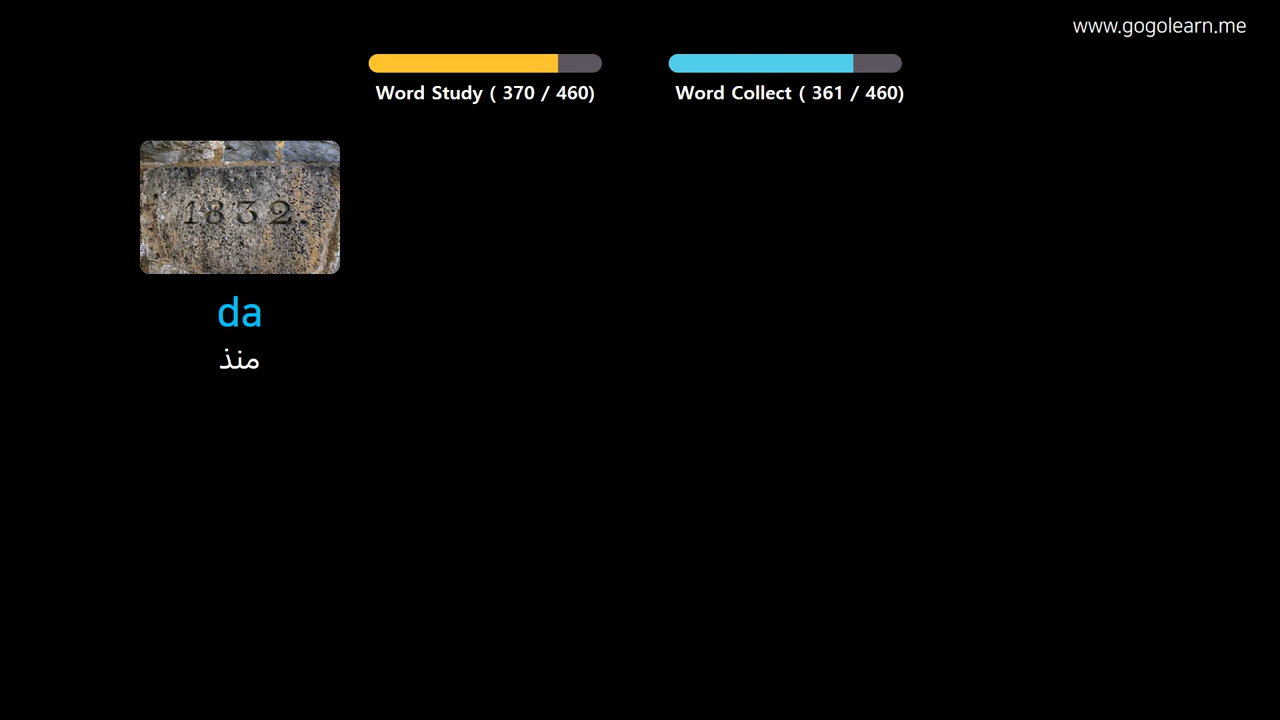 www.gogolearn.me
Word Study ( 370 / 460)
Word Collect ( 361 / 460)
1832.
da
منذ